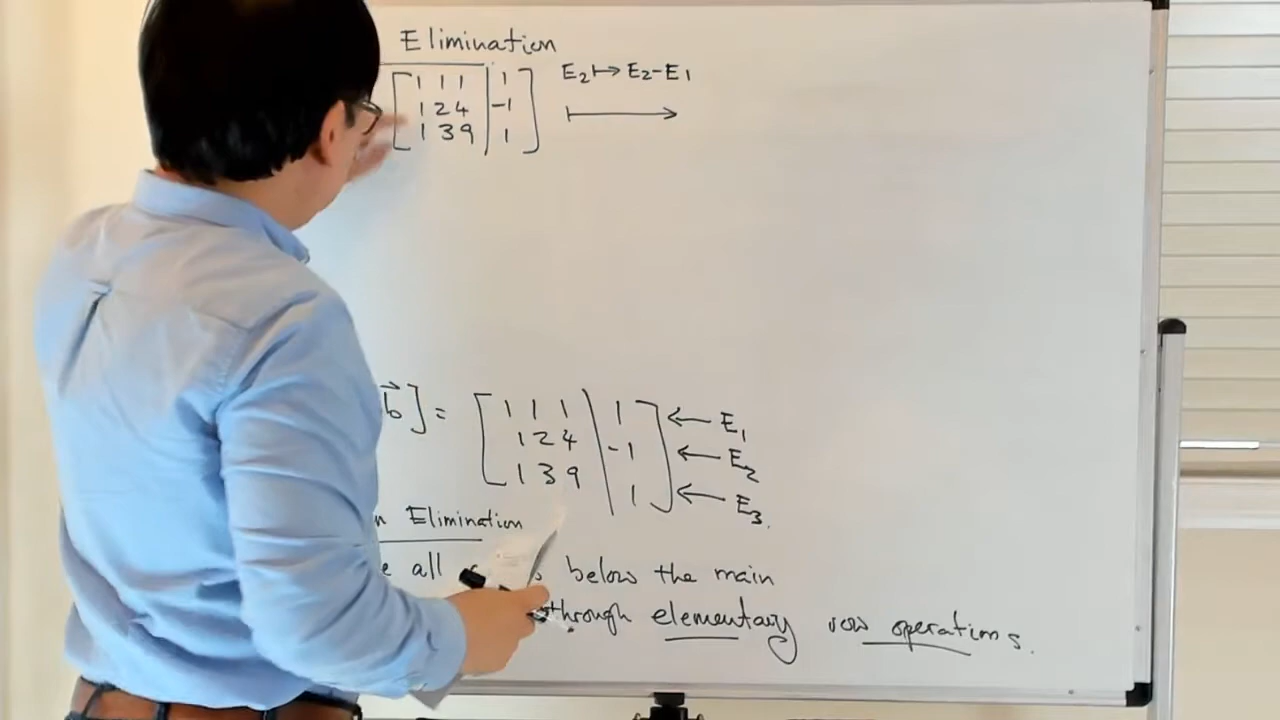 Elimination
1 1 1 | 1 E₂ ↦ E₂-E₁
1 2 4 | -1
1 3 9 | 1
b⃗] = [1 1 1 | 1] ← E₁
1 2 4 | -1 ← E₂
1 3 9 | 1 ← E₃.
n Elimination
e all below the main
through elementary row operations.